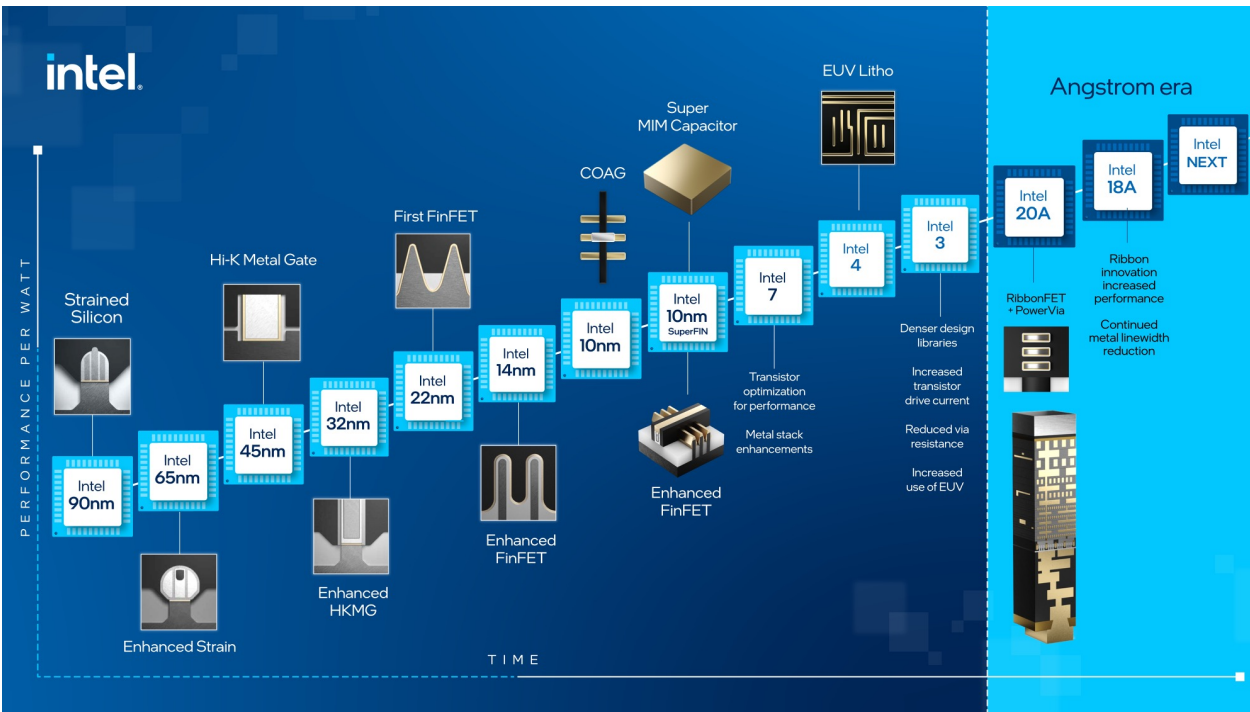 intel.
Angstrom era
PERFORMANCE PER WATT
TIME
Strained
Silicon
Intel
90nm
Intel
65nm
Enhanced Strain
Hi-K Metal Gate
Intel
45nm
Intel
32nm
Enhanced
HKMG
First FinFET
Intel
22nm
Intel
14nm
Enhanced
FinFET
COAG
Intel
10nm
Super
MIM Capacitor
Intel
10nm
SuperFIN
Enhanced
FinFET
Intel
7
Transistor
optimization
for performance
Metal stack
enhancements
EUV Litho
Intel
4
Intel
3
Denser design
libraries
Increased
transistor
drive current
Reduced via
resistance
Increased
use of EUV
Intel
20A
RibbonFET
+ PowerVia
Intel
18A
Ribbon
innovation
increased
performance
Continued
metal linewidth
reduction
Intel
NEXT